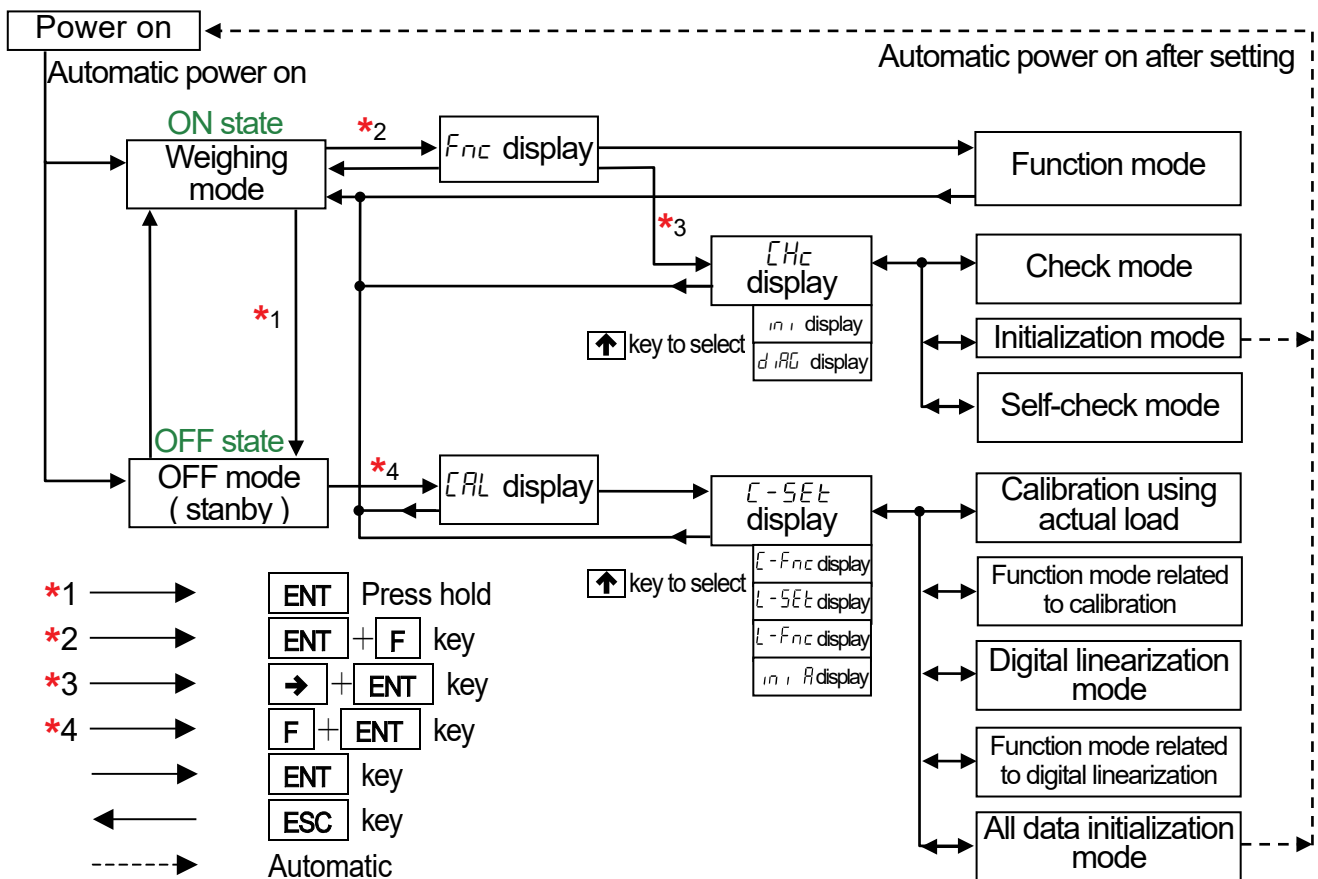 Power on
Automatic power on after setting
Automatic power on
ON state
*2
Fnc display
Weighing
mode
Function mode
*3
CHc
display
Check mode
*1
ini display
↑ key to select
Initialization mode
diAG display
Self-check mode
OFF state
*4
OFF mode
( stanby )
CAL display
C-SEt
display
Calibration using
actual load
C-Fnc display
↑ key to select
L-SEt display
L-Fnc display
ini A display
Function mode related
to calibration
Digital linearization
mode
Function mode related
to digital linearization
All data initialization
mode
*1 ENT Press hold
*2 ENT + F key
*3 → + ENT key
*4 F + ENT key
ENT key
ESC key
Automatic